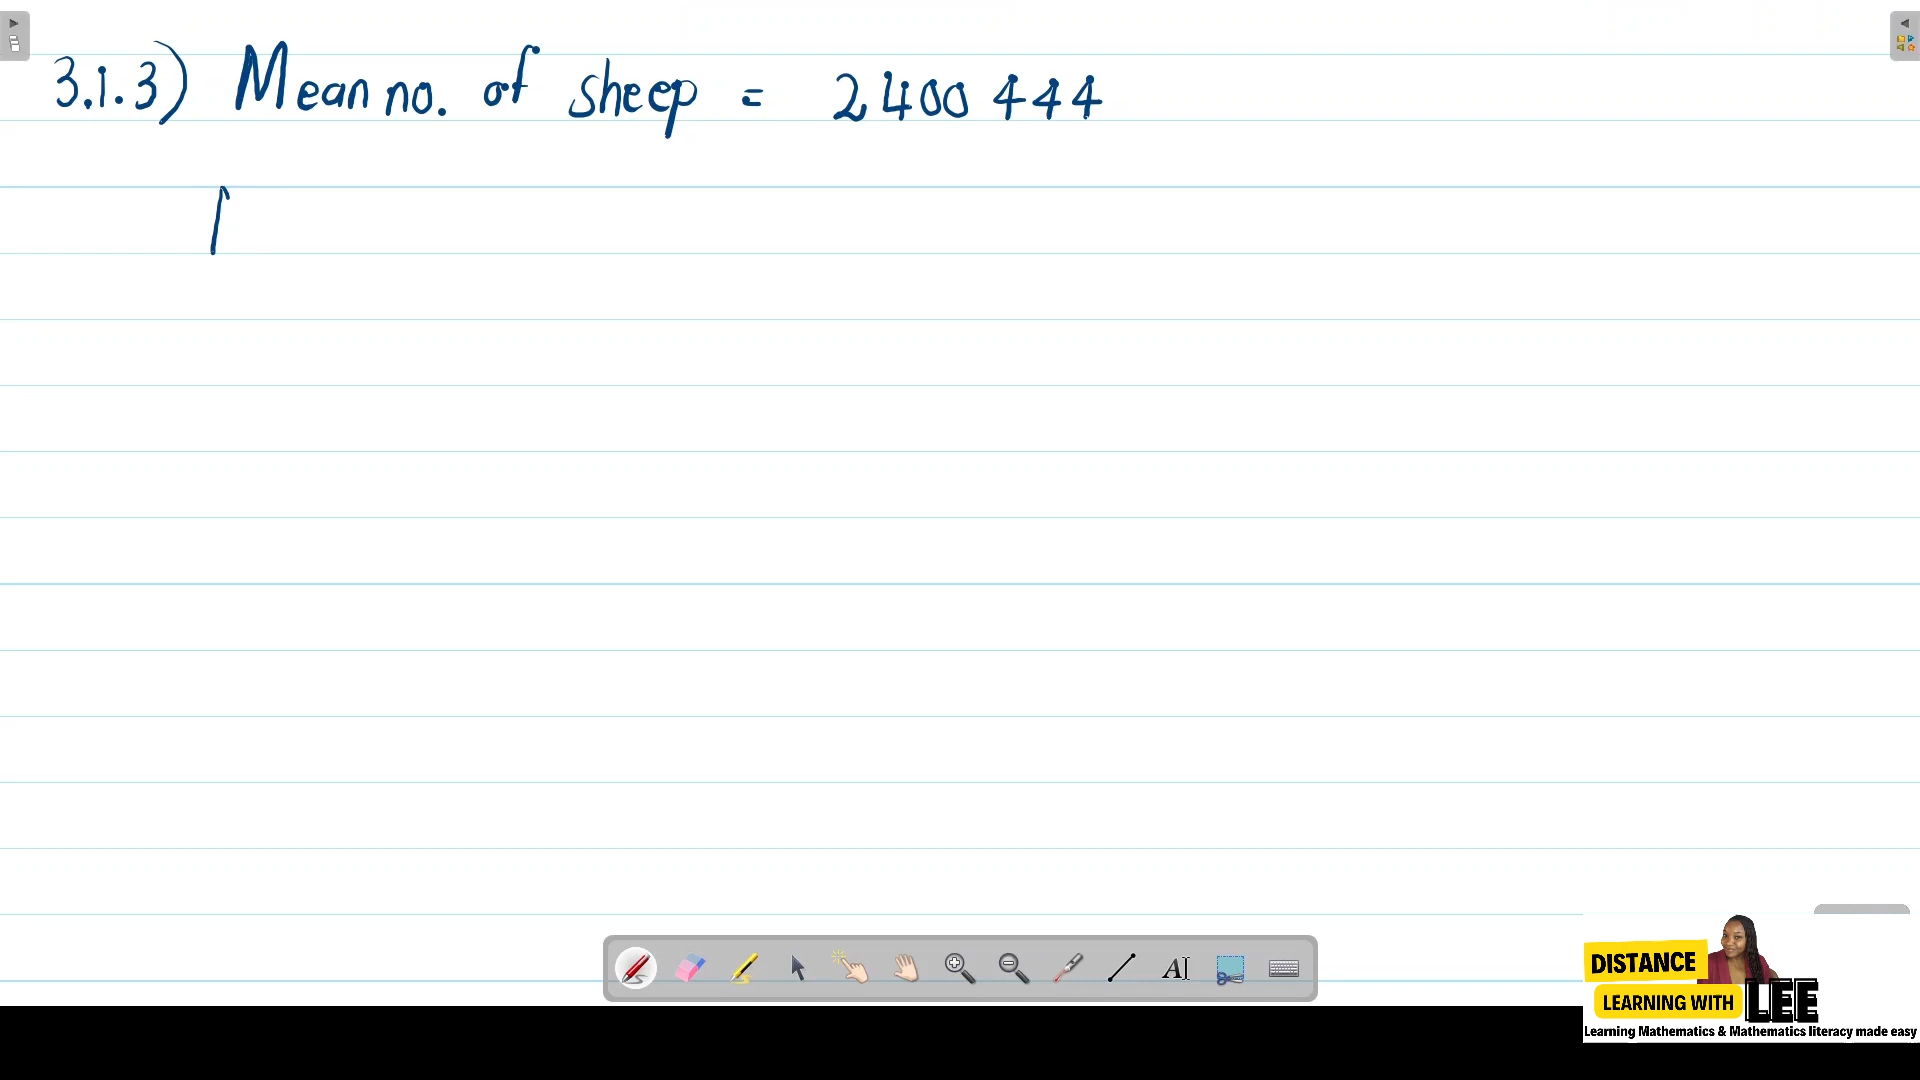 3.1.3) Mean no. of sheep = 2 400 444
DISTANCE
LEARNING WITH LEE
Learning Mathematics & Mathematics literacy made easy